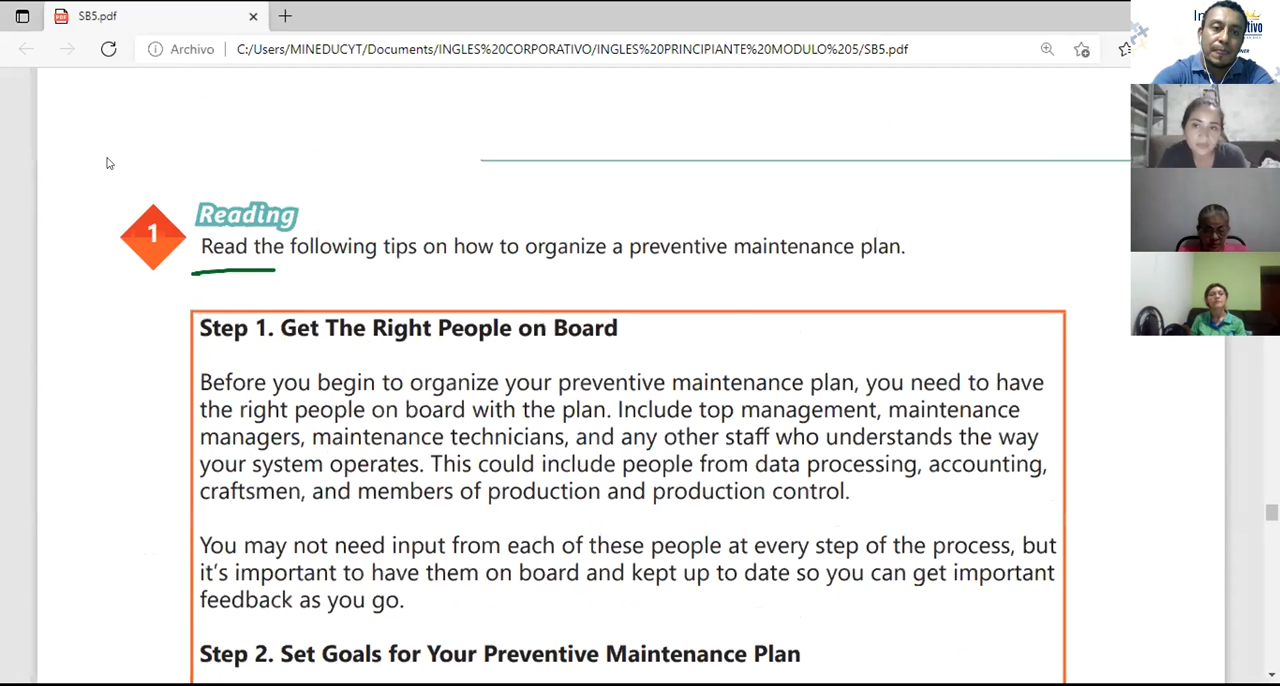 SB5.pdf
Archivo
C:/Users/MINEDUCYT/Documents/INGLES%20CORPORATIVO/INGLES%20PRINCIPIANTE%20MODULO%205/SB5.pdf
1
Reading
Read the following tips on how to organize a preventive maintenance plan.
Step 1. Get The Right People on Board
Before you begin to organize your preventive maintenance plan, you need to have
the right people on board with the plan. Include top management, maintenance
managers, maintenance technicians, and any other staff who understands the way
your system operates. This could include people from data processing, accounting,
craftsmen, and members of production and production control.
You may not need input from each of these people at every step of the process, but
it's important to have them on board and kept up to date so you can get important
feedback as you go.
Step 2. Set Goals for Your Preventive Maintenance Plan